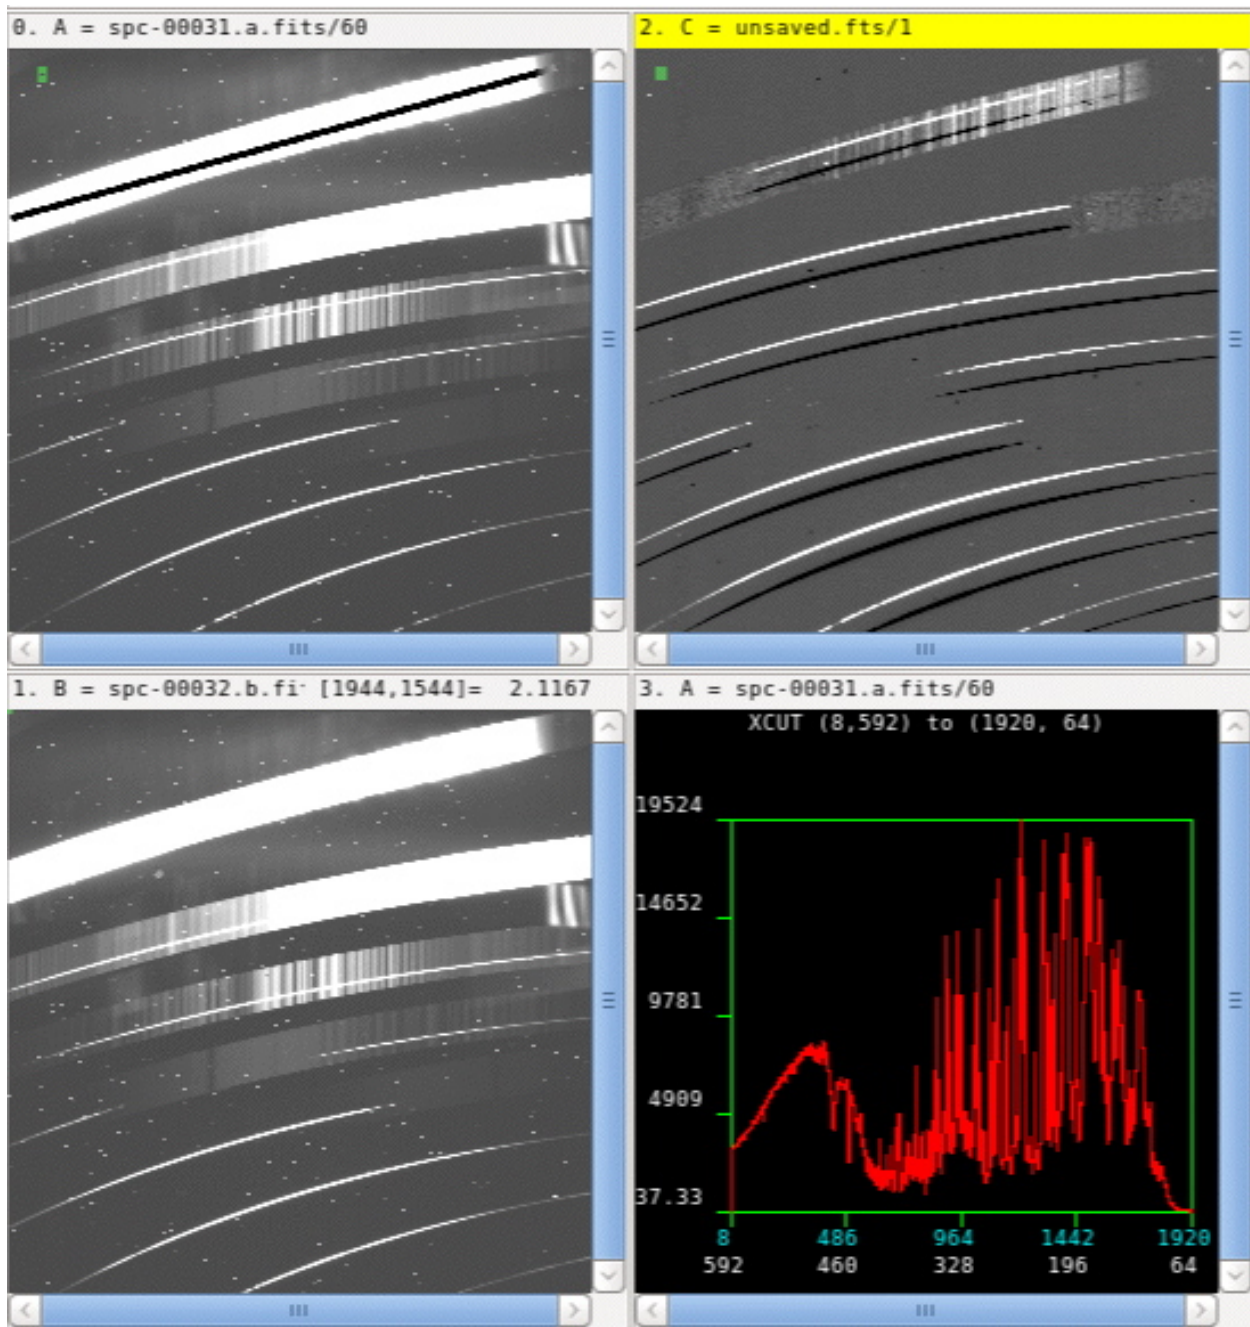 0. A = spc-00031.a.fits/60
2. C = unsaved.fts/1
1. B = spc-00032.b.fi [1944,1544]= 2.1167
3. A = spc-00031.a.fits/60
XCUT (8,592) to (1920, 64)
19524
14652
9781
4909
37.33
8 486 964 1442 1920
592 460 328 196 64